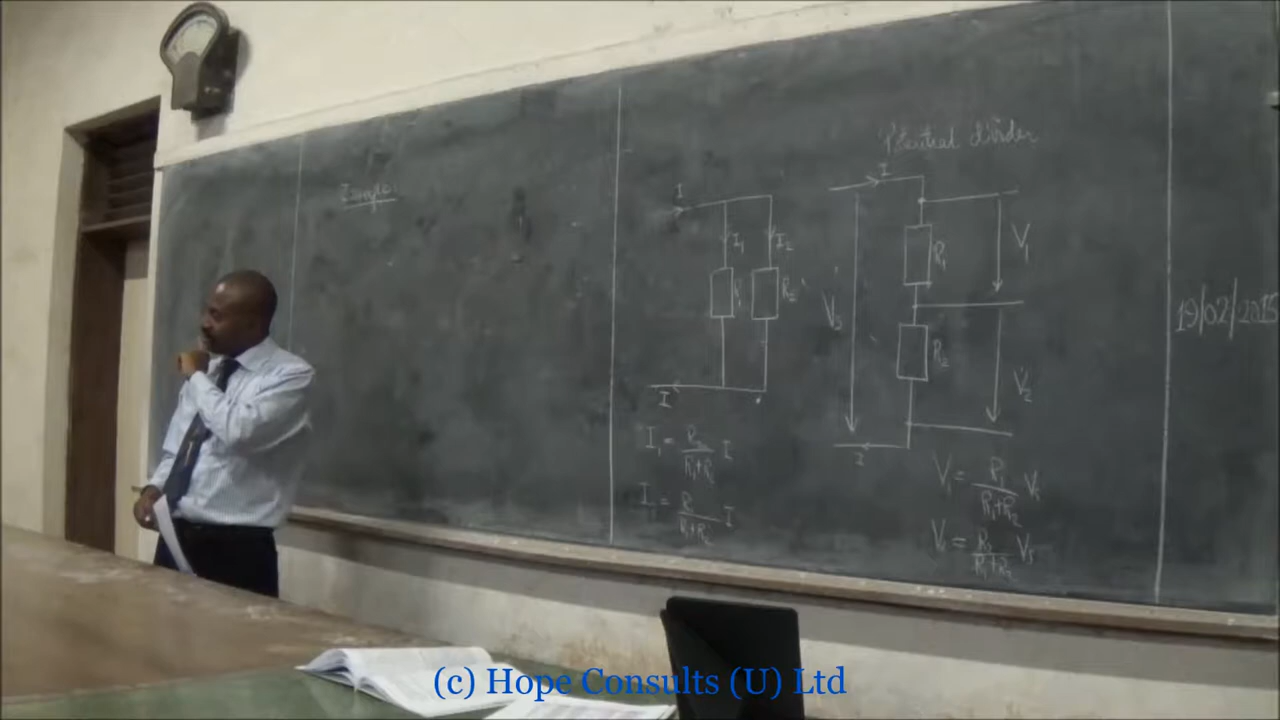 Example
I
I₁
I₂
R₁
R₂
I
I₁ = R₂/(R₁+R₂) I
I₂ = R₁/(R₁+R₂) I
Potential divider
I
Vs
R₁
V₁
R₂
V₂
I
V₁ = R₁/(R₁+R₂) Vs
V₂ = R₂/(R₁+R₂) Vs
19/02/2015
(c) Hope Consults (U) Ltd